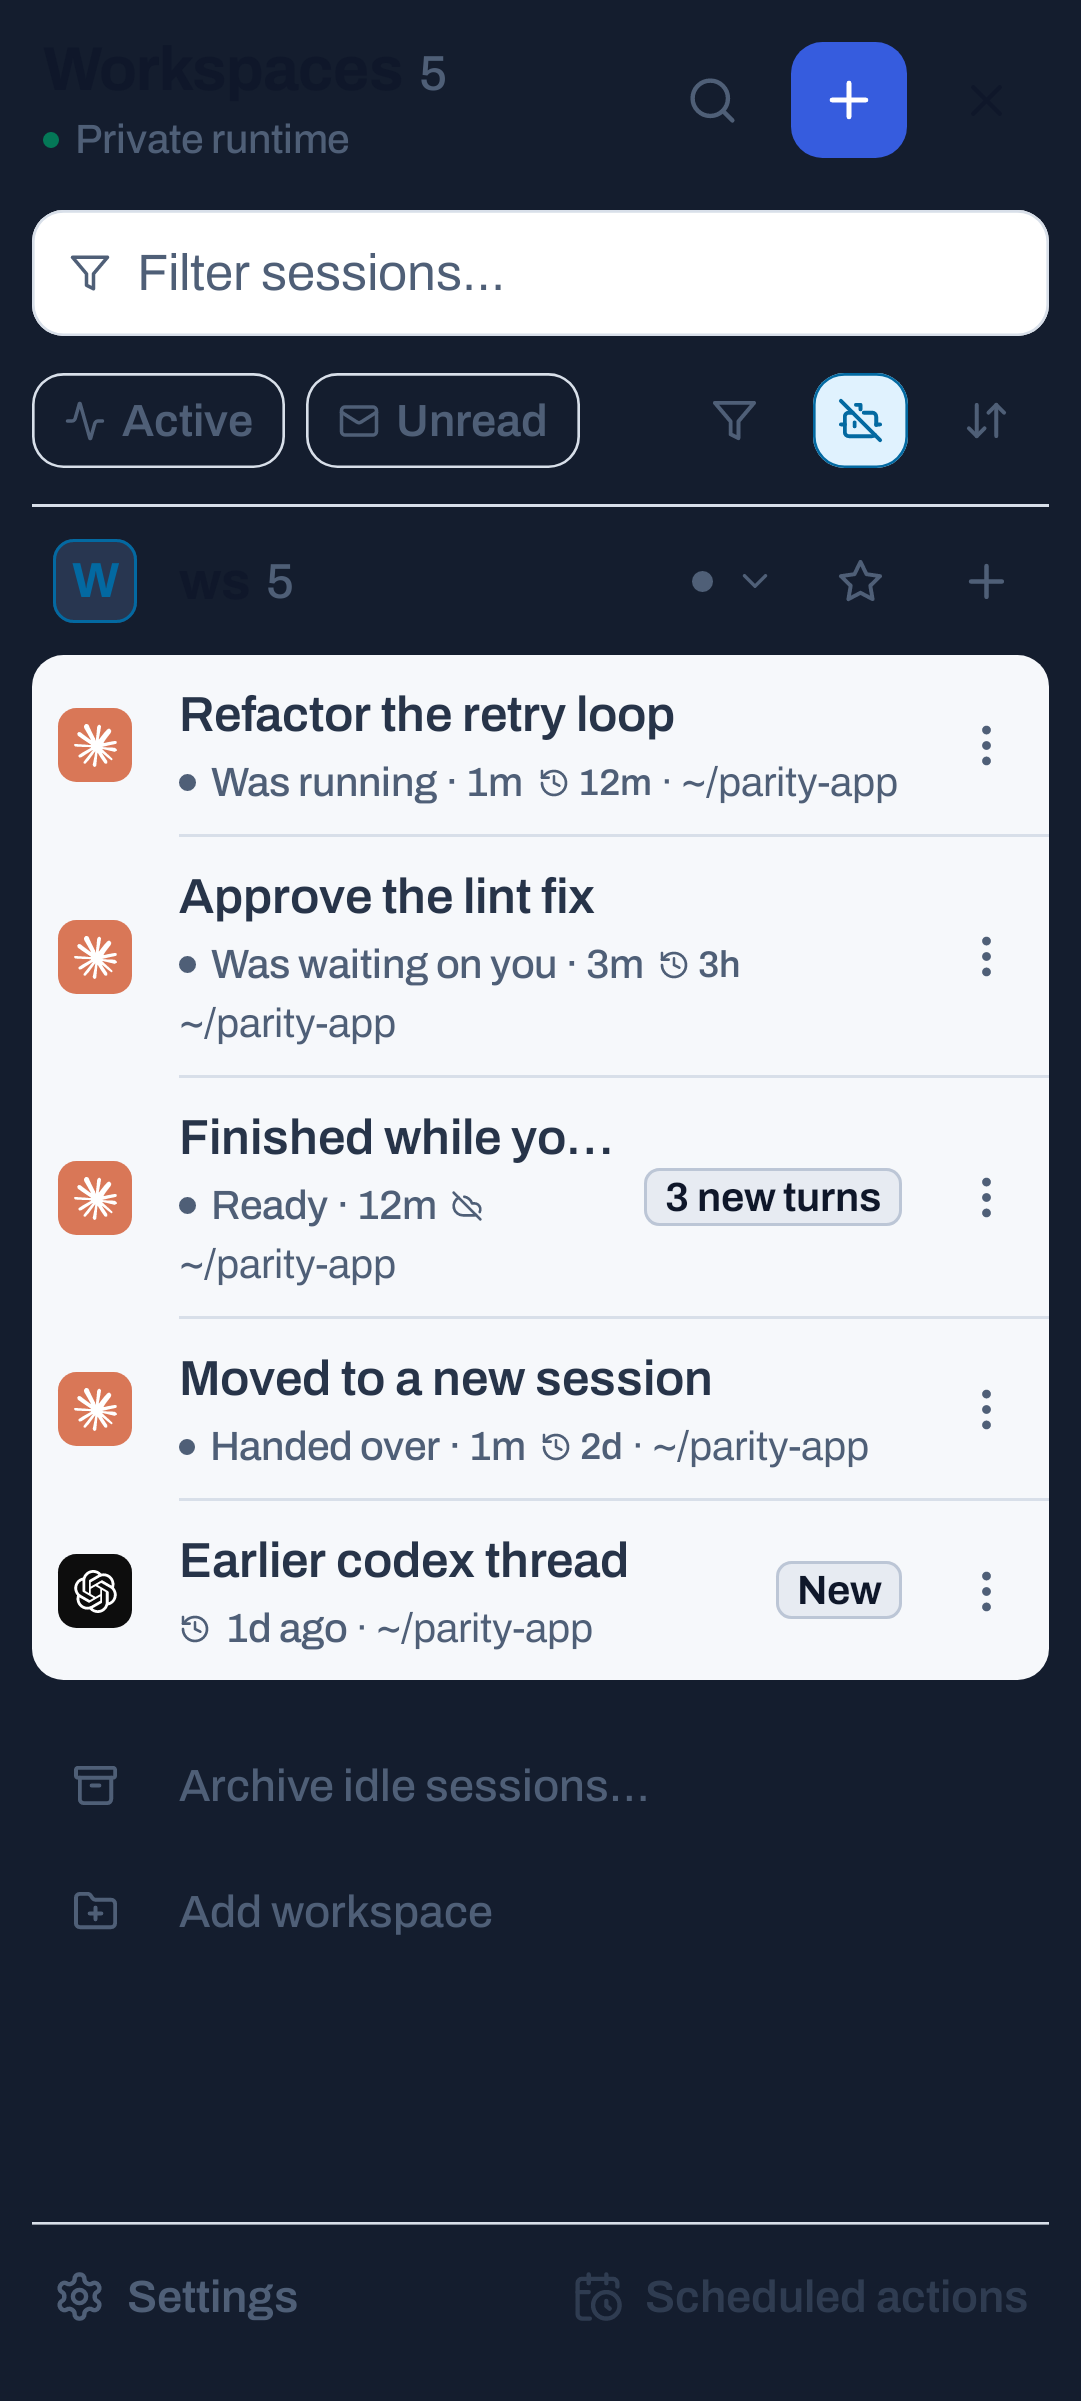 Workspaces 5
Private runtime
Filter sessions...
Active Unread
W ws 5
Refactor the retry loop
Was running · 1m 12m · ~/parity-app
Approve the lint fix
Was waiting on you · 3m 3h
~/parity-app
Finished while yo...
Ready · 12m
3 new turns
~/parity-app
Moved to a new session
Handed over · 1m 2d · ~/parity-app
Earlier codex thread
New
1d ago · ~/parity-app
Archive idle sessions...
Add workspace
Settings Scheduled actions